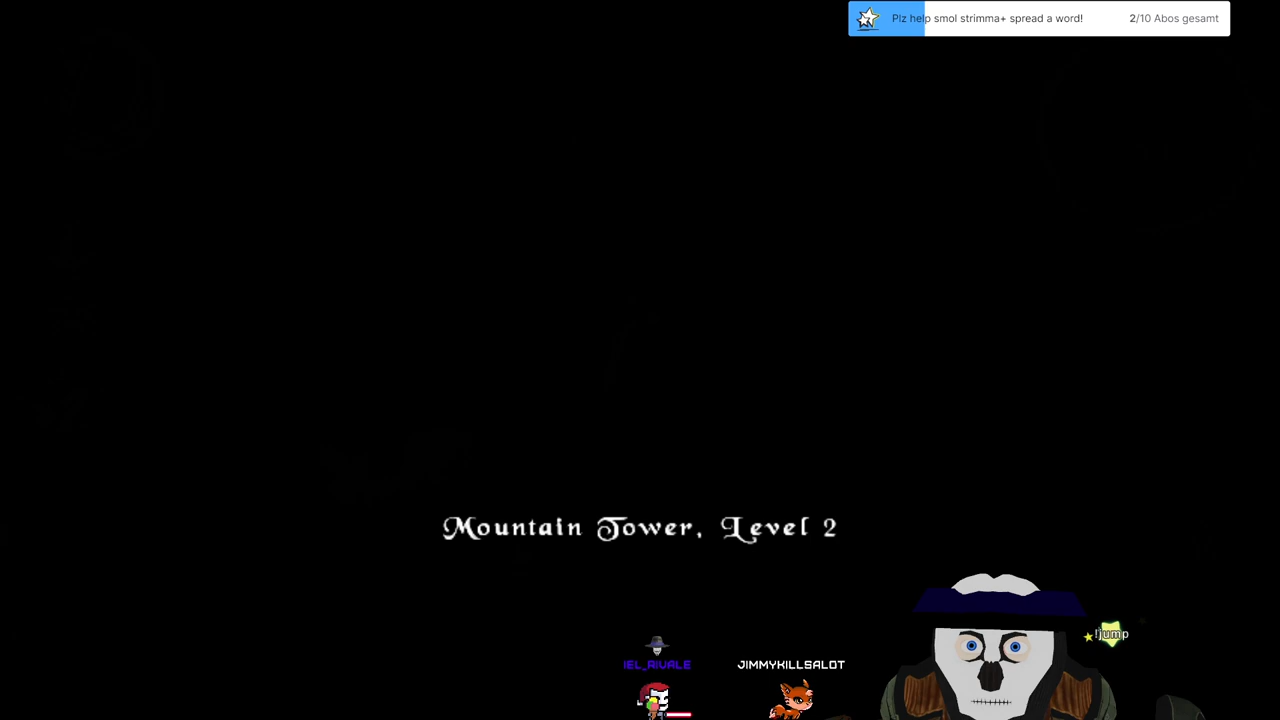 Plz help smol strimma+ spread a word! 2/10 Abos gesamt
Mountain Tower, Level 2
!jump
IEL_RIVALE JIMMYKILLSALOT